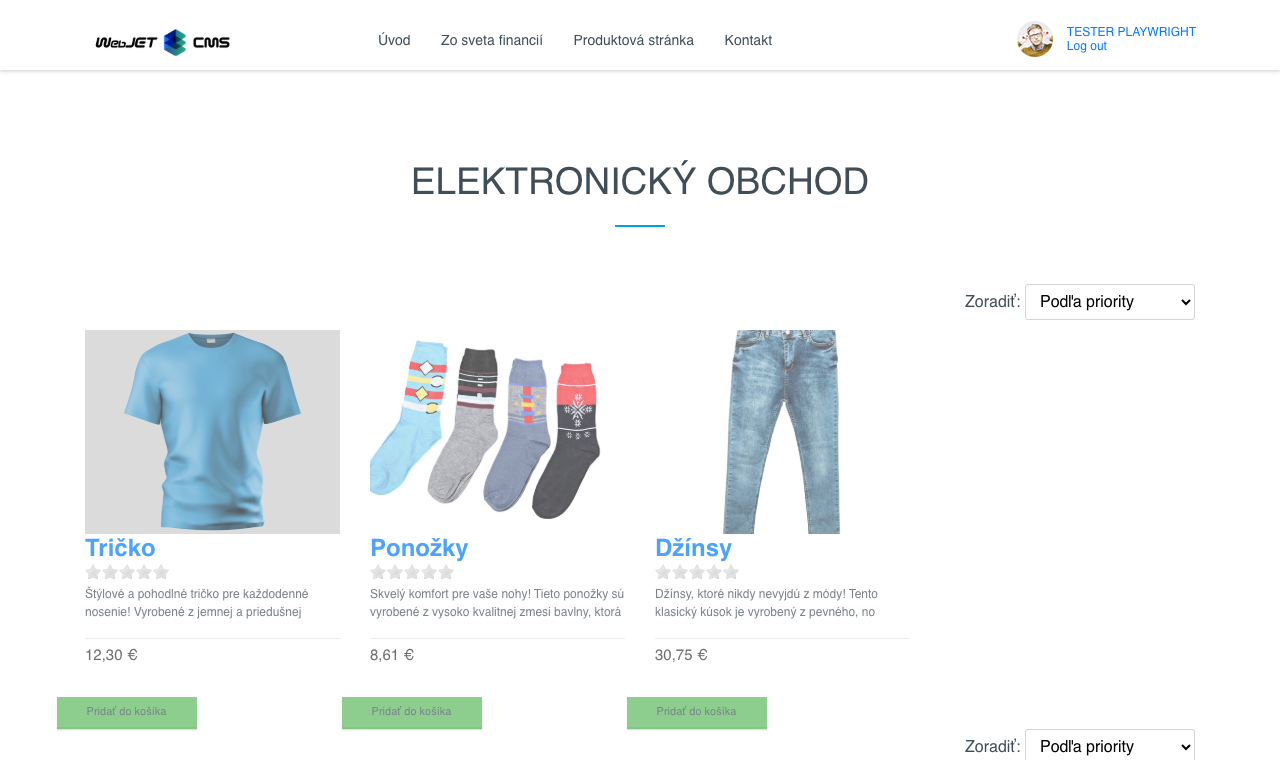 WebJET CMS
Úvod
Zo sveta financií
Produktová stránka
Kontakt
TESTER PLAYWRIGHT
Log out
ELEKTRONICKÝ OBCHOD
Zoradiť: Podľa priority
Tričko
Štýlové a pohodlné tričko pre každodenné
nosenie! Vyrobené z jemnej a priedušnej
12,30 €
Pridať do košíka
Ponožky
Skvelý komfort pre vaše nohy! Tieto ponožky sú
vyrobené z vysoko kvalitnej zmesi bavlny, ktorá
8,61 €
Pridať do košíka
Džínsy
Džínsy, ktoré nikdy nevyjdú z módy! Tento
klasický kúsok je vyrobený z pevného, no
30,75 €
Pridať do košíka
Zoradiť: Podľa priority